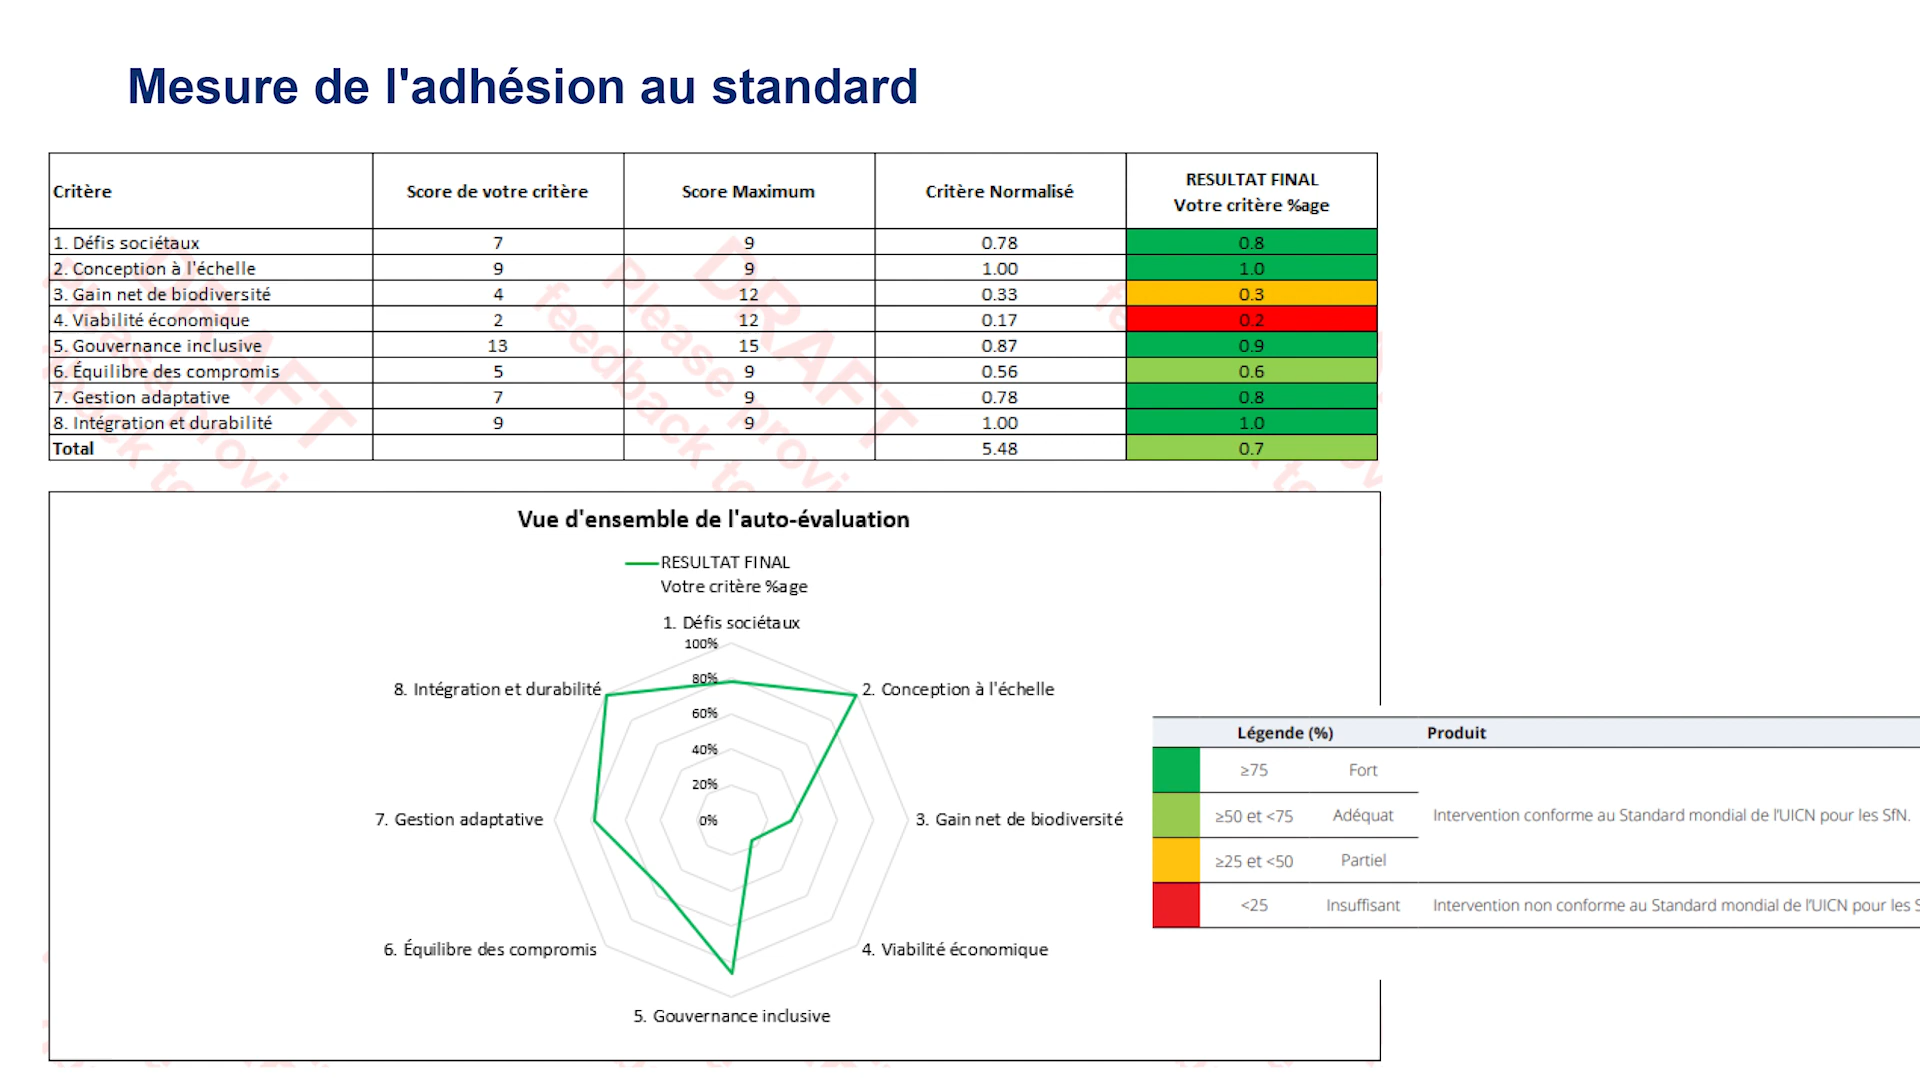 Mesure de l'adhésion au standard
Critère Score de votre critère Score Maximum Critère Normalisé RESULTAT FINAL
Votre critère %age
1. Défis sociétaux 7 9 0.78 0.8
2. Conception à l'échelle 9 9 1.00 1.0
3. Gain net de biodiversité 4 12 0.33 0.3
4. Viabilité économique 2 12 0.17 0.2
5. Gouvernance inclusive 13 15 0.87 0.9
6. Équilibre des compromis 5 9 0.56 0.6
7. Gestion adaptative 7 9 0.78 0.8
8. Intégration et durabilité 9 9 1.00 1.0
Total 5.48 0.7
DRAFT
Please provi
feedback to
Vue d'ensemble de l'auto-évaluation
RESULTAT FINAL
Votre critère %age
1. Défis sociétaux
100%
80%
60%
40%
20%
0%
8. Intégration et durabilité
2. Conception à l'échelle
7. Gestion adaptative
3. Gain net de biodiversité
6. Équilibre des compromis
4. Viabilité économique
5. Gouvernance inclusive
Légende (%) Produit
≥75 Fort
≥50 et <75 Adéquat Intervention conforme au Standard mondial de l'UICN pour les SfN.
≥25 et <50 Partiel
<25 Insuffisant Intervention non conforme au Standard mondial de l'UICN pour les S